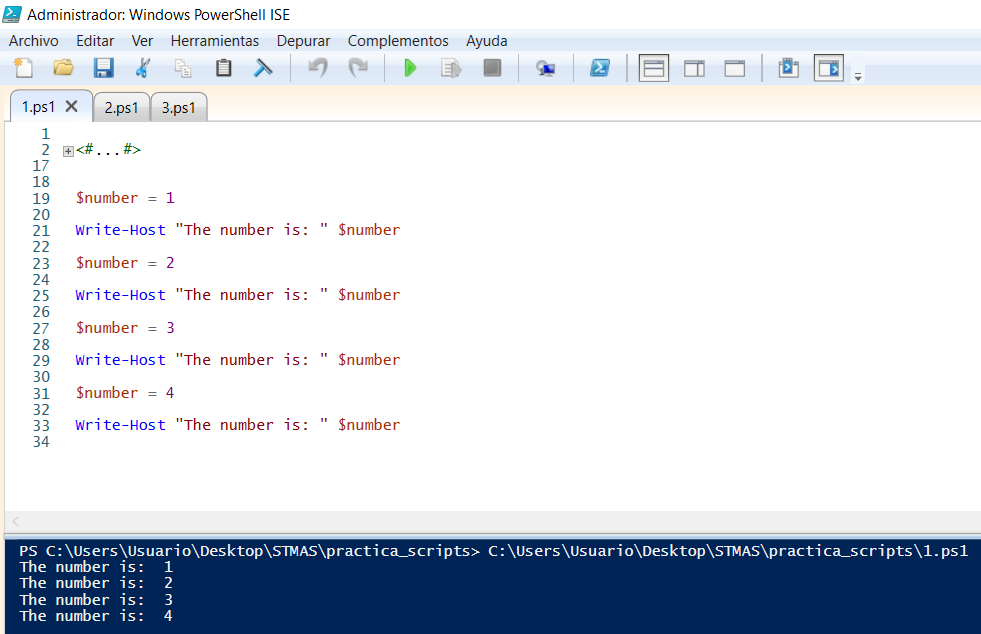 Administrador: Windows PowerShell ISE
Archivo Editar Ver Herramientas Depurar Complementos Ayuda
1.ps1 2.ps1 3.ps1
1
2 <#...#>
17
18
19 $number = 1
20
21 Write-Host "The number is: " $number
22
23 $number = 2
24
25 Write-Host "The number is: " $number
26
27 $number = 3
28
29 Write-Host "The number is: " $number
30
31 $number = 4
32
33 Write-Host "The number is: " $number
34
PS C:\Users\Usuario\Desktop\STMAS\practica_scripts> C:\Users\Usuario\Desktop\STMAS\practica_scripts\1.ps1
The number is:  1
The number is:  2
The number is:  3
The number is:  4